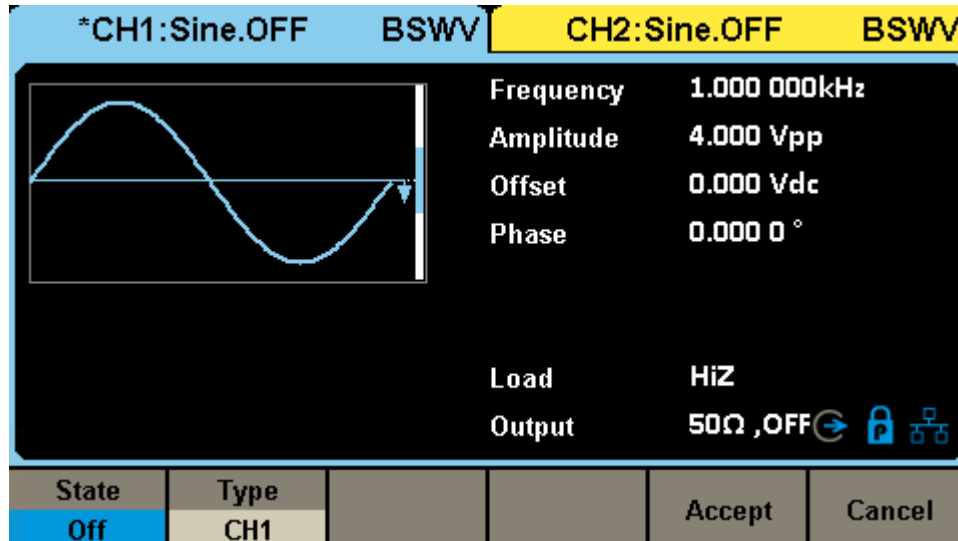 *CH1:Sine.OFF BSWV CH2:Sine.OFF BSWV
Frequency 1.000 000kHz
Amplitude 4.000 Vpp
Offset 0.000 Vdc
Phase 0.000 0 °
Load HiZ
Output 50Ω ,OFF P
State Type Accept Cancel
Off CH1